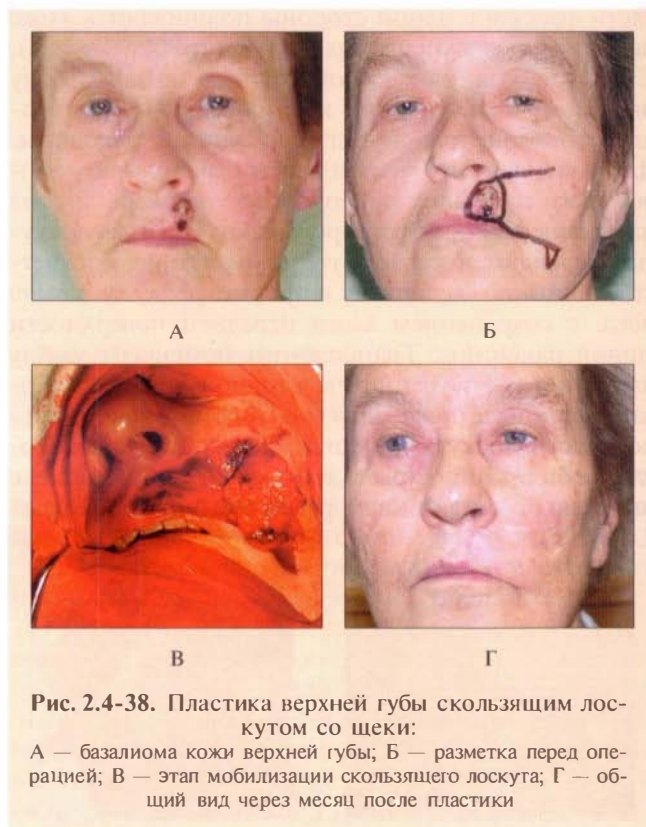 А
Б
В
Г
Рис. 2.4-38. Пластика верхней губы скользящим лос-
кутом со щеки:
А — базалиома кожи верхней губы; Б — разметка перед опе-
рацией; В — этап мобилизации скользящего лоскута; Г — об-
щий вид через месяц после пластики